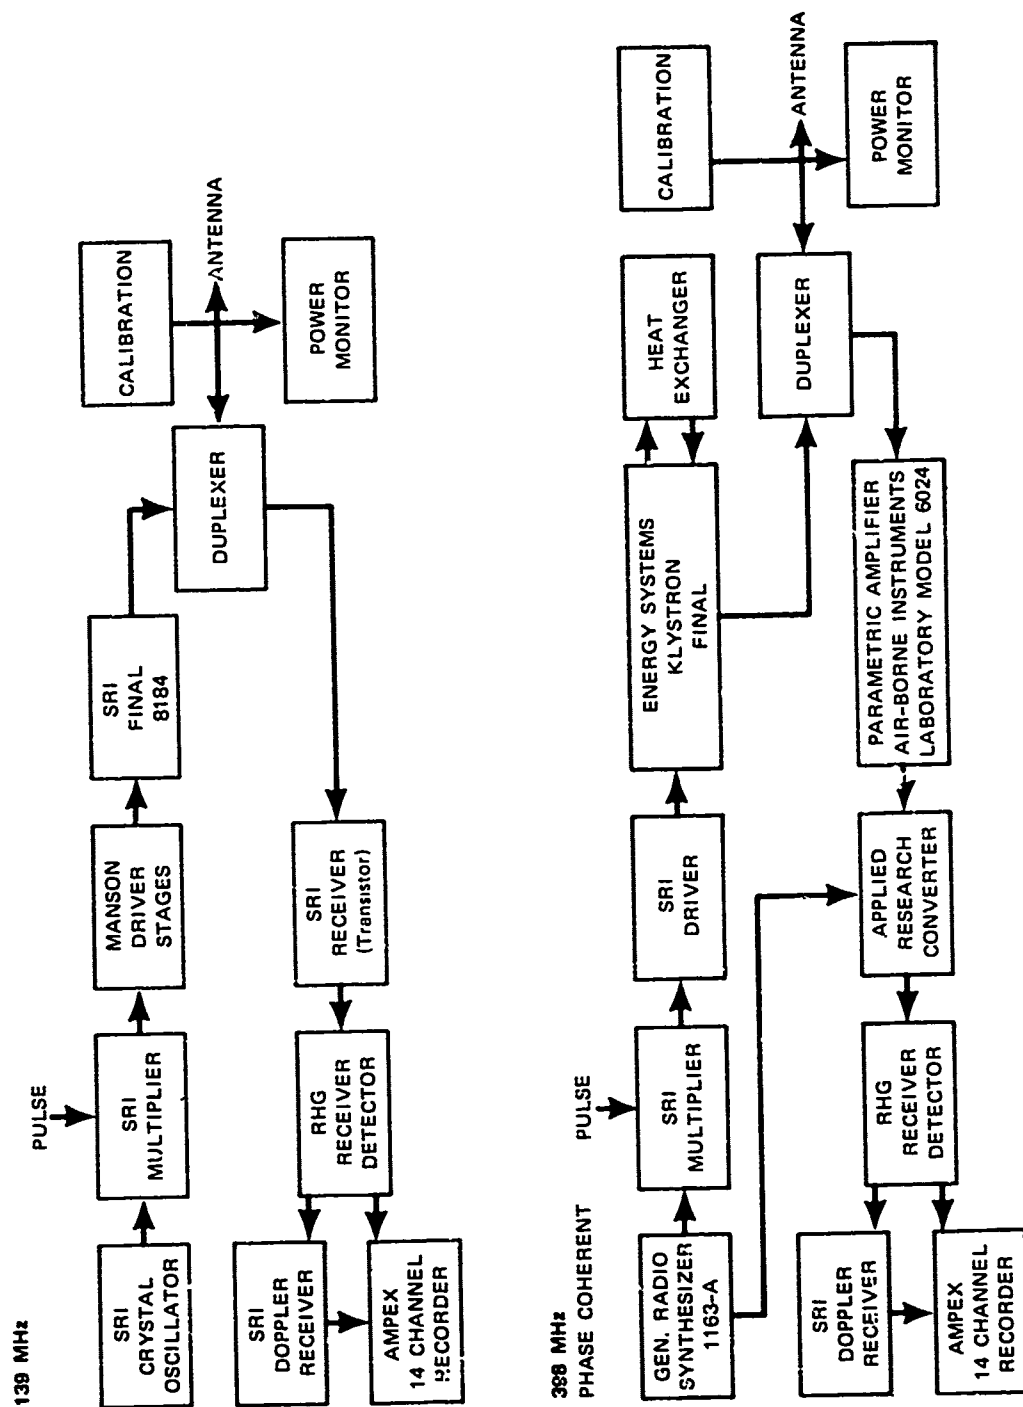 139 MHz
PULSE
SRI
CRYSTAL
OSCILLATOR
SRI
MULTIPLIER
MANSON
DRIVER
STAGES
SRI
FINAL
8184
DUPLEXER
CALIBRATION
ANTENNA
POWER
MONITOR
SRI
DOPPLER
RECEIVER
AMPEX
14 CHANNEL
RECORDER
RHG
RECEIVER
DETECTOR
SRI
RECEIVER
(Transistor)
398 MHz
PHASE COHERENT
PULSE
GEN. RADIO
SYNTHESIZER
1163-A
SRI
MULTIPLIER
SRI
DRIVER
ENERGY SYSTEMS
KLYSTRON
FINAL
HEAT
EXCHANGER
CALIBRATION
ANTENNA
POWER
MONITOR
DUPLEXER
SRI
DOPPLER
RECEIVER
AMPEX
14 CHANNEL
RECORDER
RHG
RECEIVER
DETECTOR
APPLIED
RESEARCH
CONVERTER
PARAMETRIC AMPLIFIER
AIR-BORNE INSTRUMENTS
LABORATORY MODEL 6024